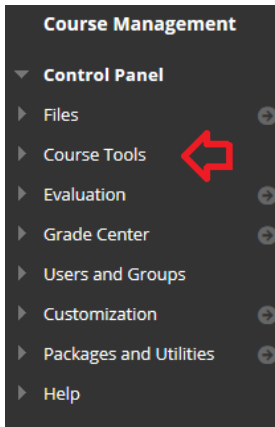 Course Management
Control Panel
Files
Course Tools
Evaluation
Grade Center
Users and Groups
Customization
Packages and Utilities
Help